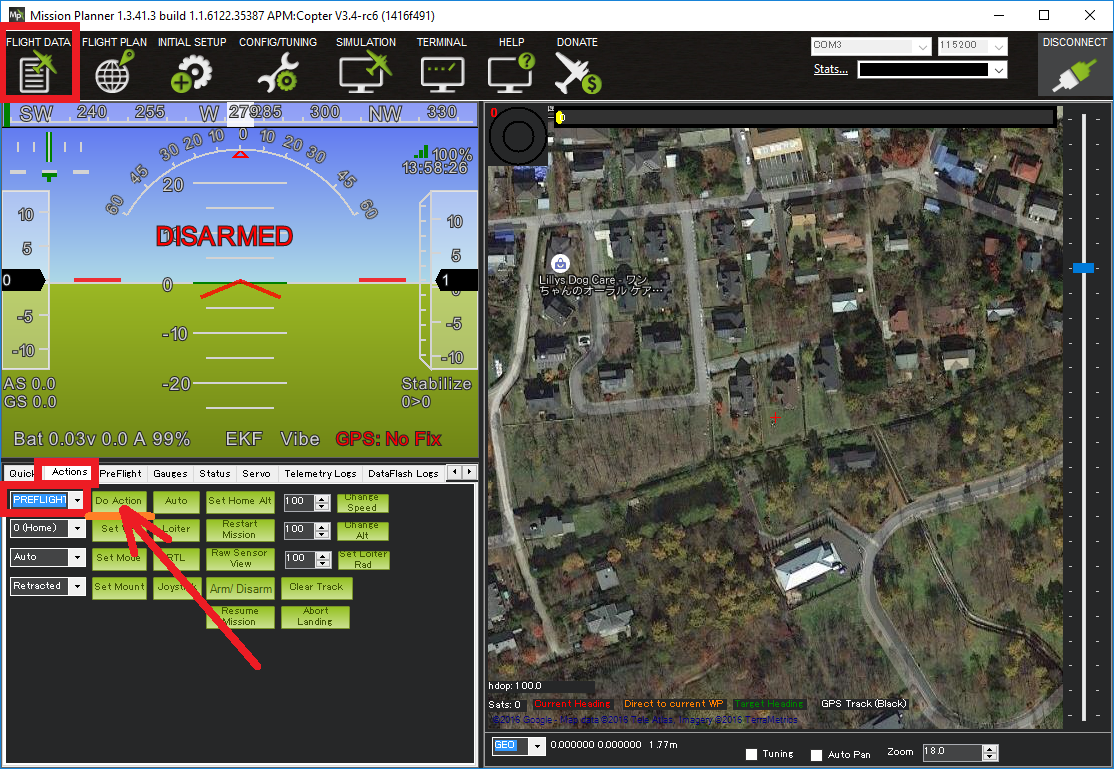 Mission Planner 1.3.41.3 build 1.1.6122.35387 APM:Copter V3.4-rc6 (1416f491)
FLIGHT DATA FLIGHT PLAN INITIAL SETUP CONFIG/TUNING SIMULATION TERMINAL HELP DONATE
COM3 115200 DISCONNECT
Stats...
SW 240 255 W 279 285 300 NW 330
60 45 30 20 10 0 10 20 30 45 60
100%
13:58:26
20
DISARMED
10 10
5 5
0 0 1
-5 -5
-10 -10 -10
-20
AS 0.0 Stabilize
GS 0.0 0>0
Bat 0.03v 0.0 A 99% EKF Vibe GPS: No Fix
Quick Actions PreFlight Gauges Status Servo Telemetry Logs DataFlash Logs
PREFLIGHT Do Action Auto Set Home Alt 100 Change Speed
0 (Home) Loiter Restart Mission 100 Change Alt
Auto Set Mode RTL Raw Sensor View 100 Set Loiter Rad
Retracted Set Mount Arm/ Disarm Clear Track
Resume Mission Abort Landing
0
Lillys Dog Care - ワン
ちゃんのオーラル ケア…
hdop: 100.0
Sats: 0 Current Heading Direct to current WP Target Heading GPS Track (Black)
©2016 Google - Map data ©2016 Tele Atlas, Imagery ©2016 TerraMetrics
GEO 0.000000 0.000000 1.77m Tuning Auto Pan Zoom 18.0